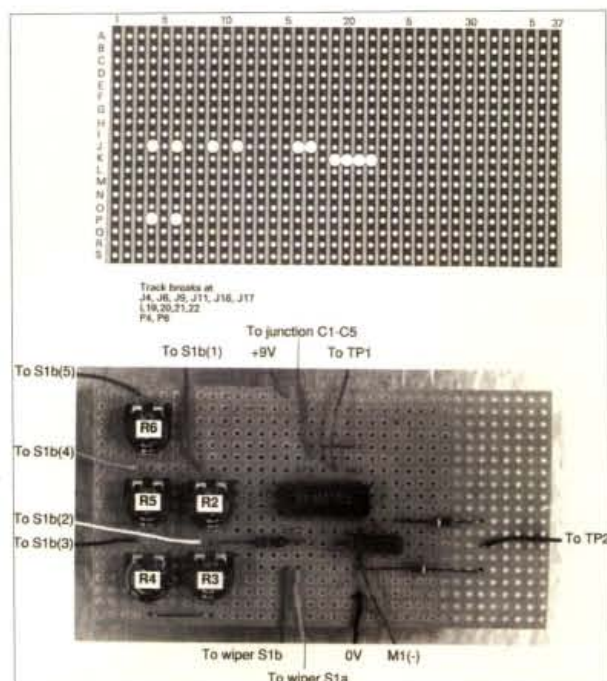 1 5 10 5 20 5 30 5 37
A
B
C
D
E
F
G
H
I
J
K
L
M
N
O
P
Q
R
S
Track breaks at
J4, J6, J9, J11, J16, J17
L19,20,21,22
P4, P6
To junction C1-C5
To S1b(1) +9V To TP1
To S1b(5)
R6
To S1b(4)
R5 R2
To S1b(2)
To S1b(3) To TP2
R4 R3
To wiper S1b 0V M1(-)
To wiper S1a